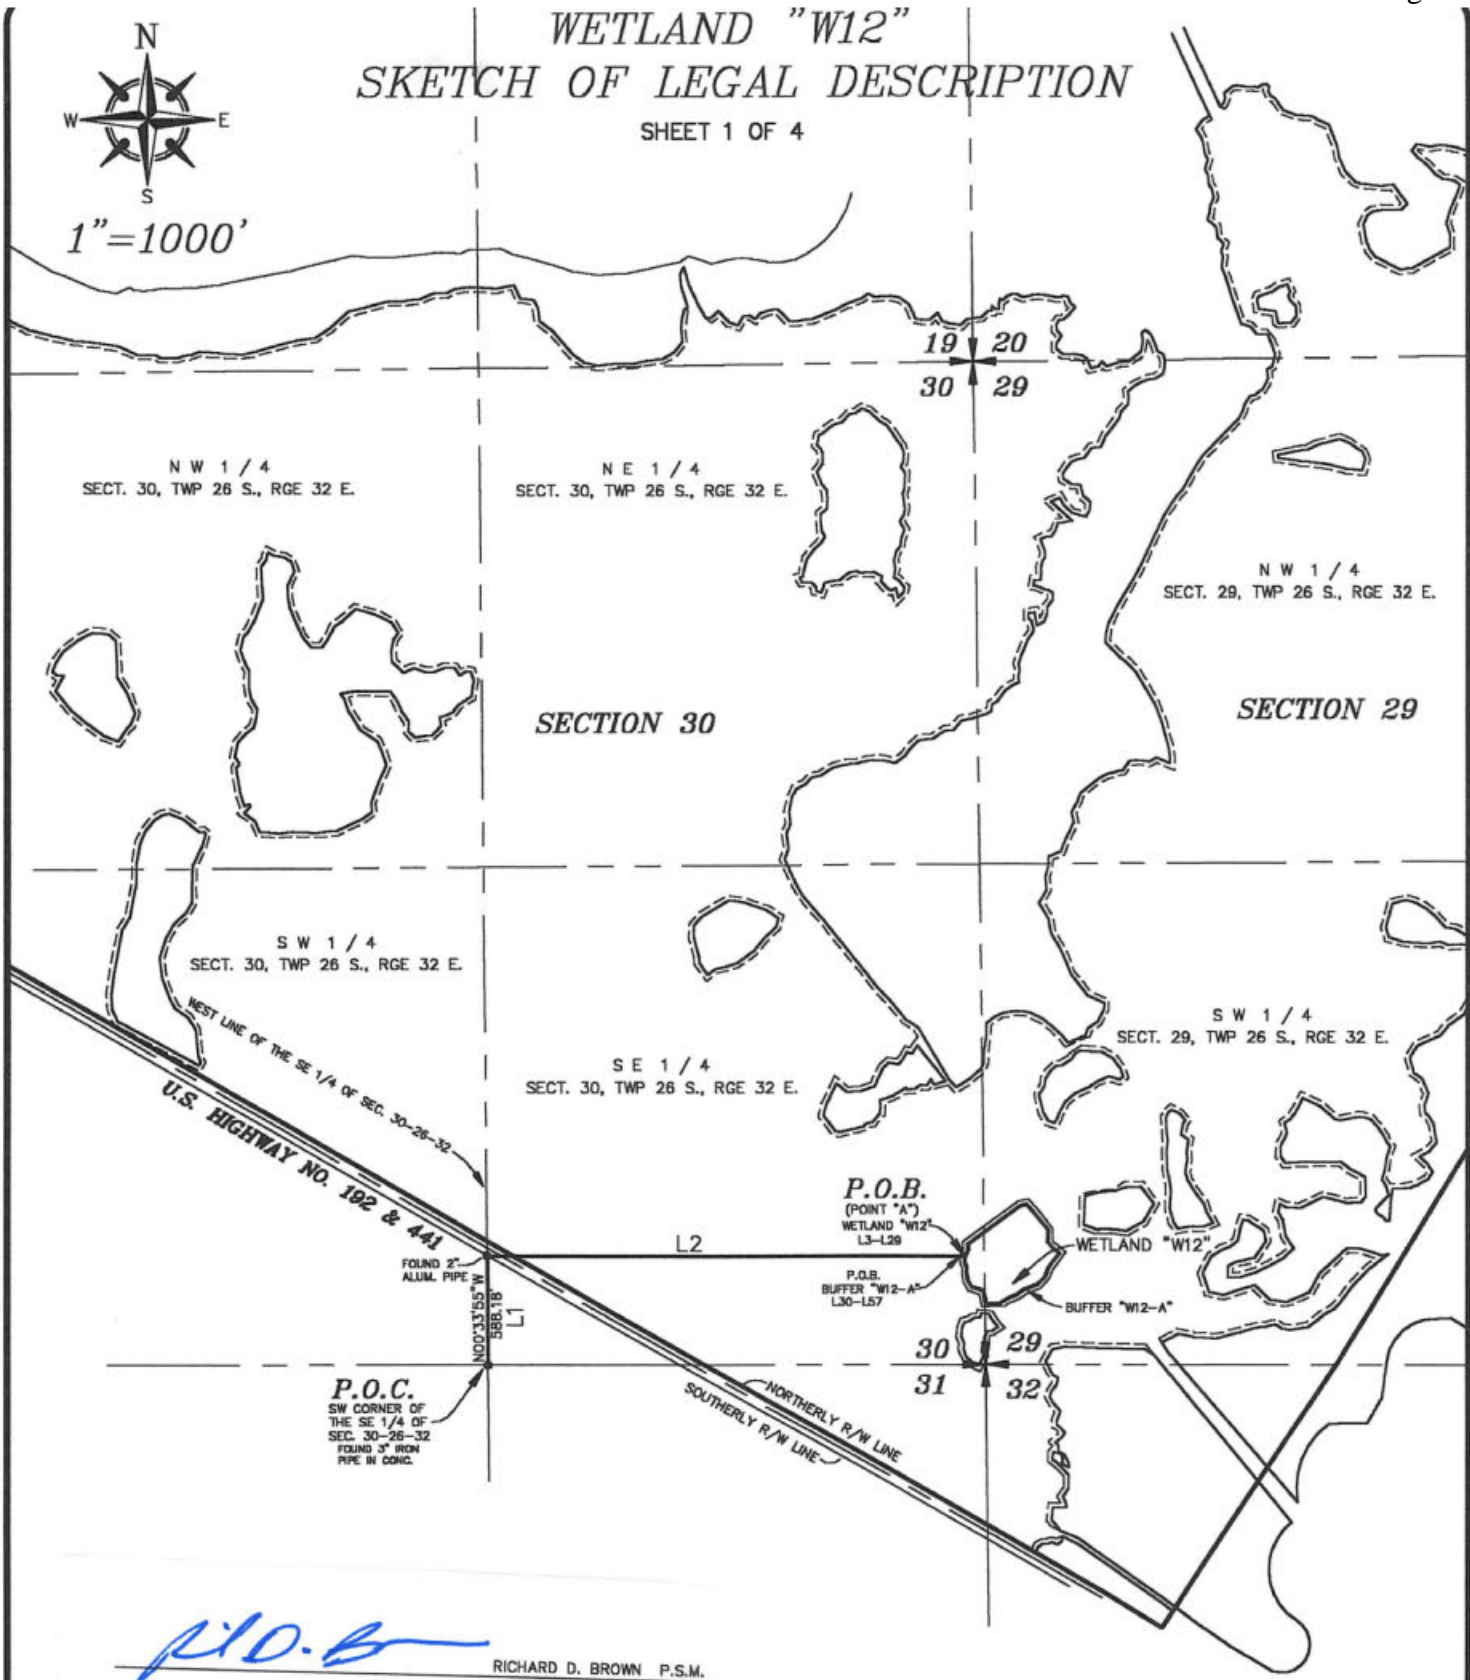 g
WETLAND "W12"
SKETCH OF LEGAL DESCRIPTION
SHEET 1 OF 4
N
W
E
S
1"=1000'
19
20
30
29
N W 1 / 4
SECT. 30, TWP 26 S., RGE 32 E.
N E 1 / 4
SECT. 30, TWP 26 S., RGE 32 E.
N W 1 / 4
SECT. 29, TWP 26 S., RGE 32 E.
SECTION 30
SECTION 29
S W 1 / 4
SECT. 30, TWP 26 S., RGE 32 E.
WEST LINE OF THE SE 1/4 OF SEC. 30-26-32
S W 1 / 4
SECT. 29, TWP 26 S., RGE 32 E.
S E 1 / 4
SECT. 30, TWP 26 S., RGE 32 E.
U.S. HIGHWAY NO. 192 & 441
P.O.B.
(POINT "A")
WETLAND "W12"
L3-L29
L2
WETLAND "W12"
FOUND 2"
ALUM. PIPE
P.O.B.
BUFFER "W12-A"
L30-L57
BUFFER "W12-A"
N00°33'55"W
588.18'
L1
30
29
31
32
P.O.C.
SW CORNER OF
THE SE 1/4 OF
SEC. 30-26-32
FOUND 3" IRON
PIPE IN CONC.
NORTHERLY R/W LINE
SOUTHERLY R/W LINE
RICHARD D. BROWN P.S.M.